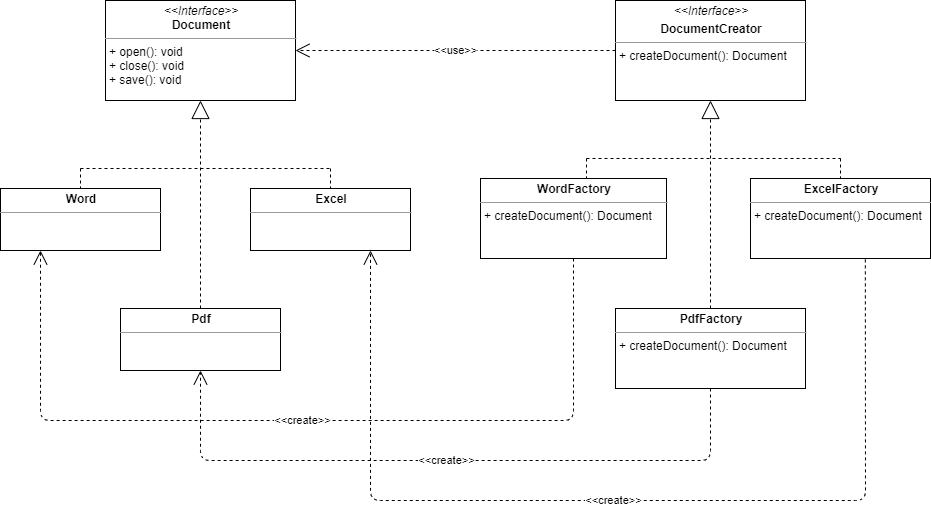 <<Interface>>
Document
+ open(): void
+ close(): void
+ save(): void
<<use>>
<<Interface>>
DocumentCreator
+ createDocument(): Document
Word
Excel
WordFactory
+ createDocument(): Document
ExcelFactory
+ createDocument(): Document
Pdf
PdfFactory
+ createDocument(): Document
<<create>>
<<create>>
<<create>>